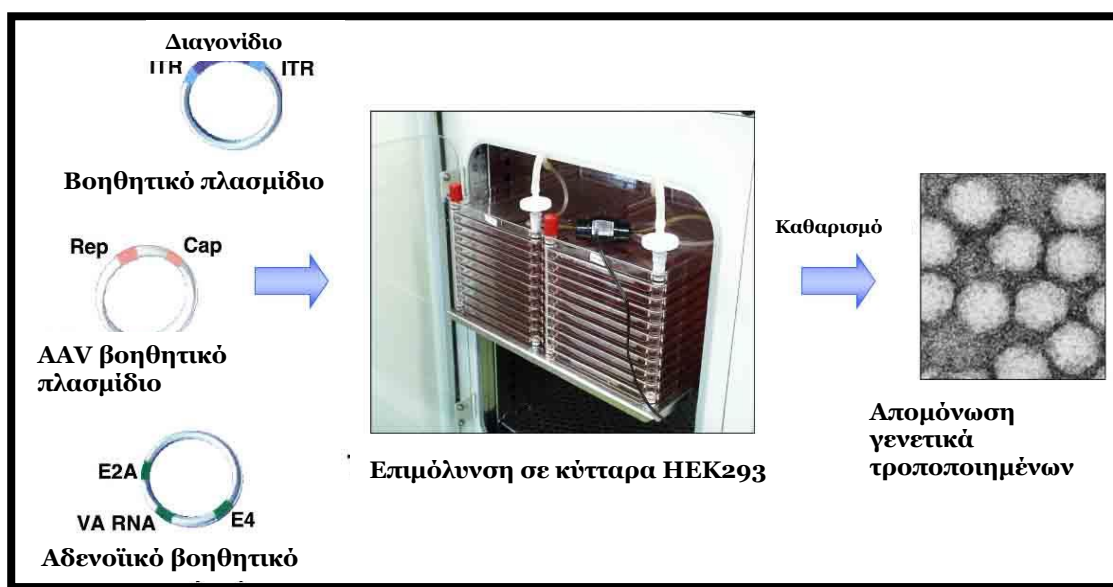 Διαγονίδιο
ITR ITR
Βοηθητικό πλασμίδιο
Rep Cap
AAV βοηθητικό
πλασμίδιο
E2A
VA RNA E4
Αδενοϊικό βοηθητικό
Επιμόλυνση σε κύτταρα HEK293
Καθαρισμό
Απομόνωση
γενετικά
τροποποιημένων